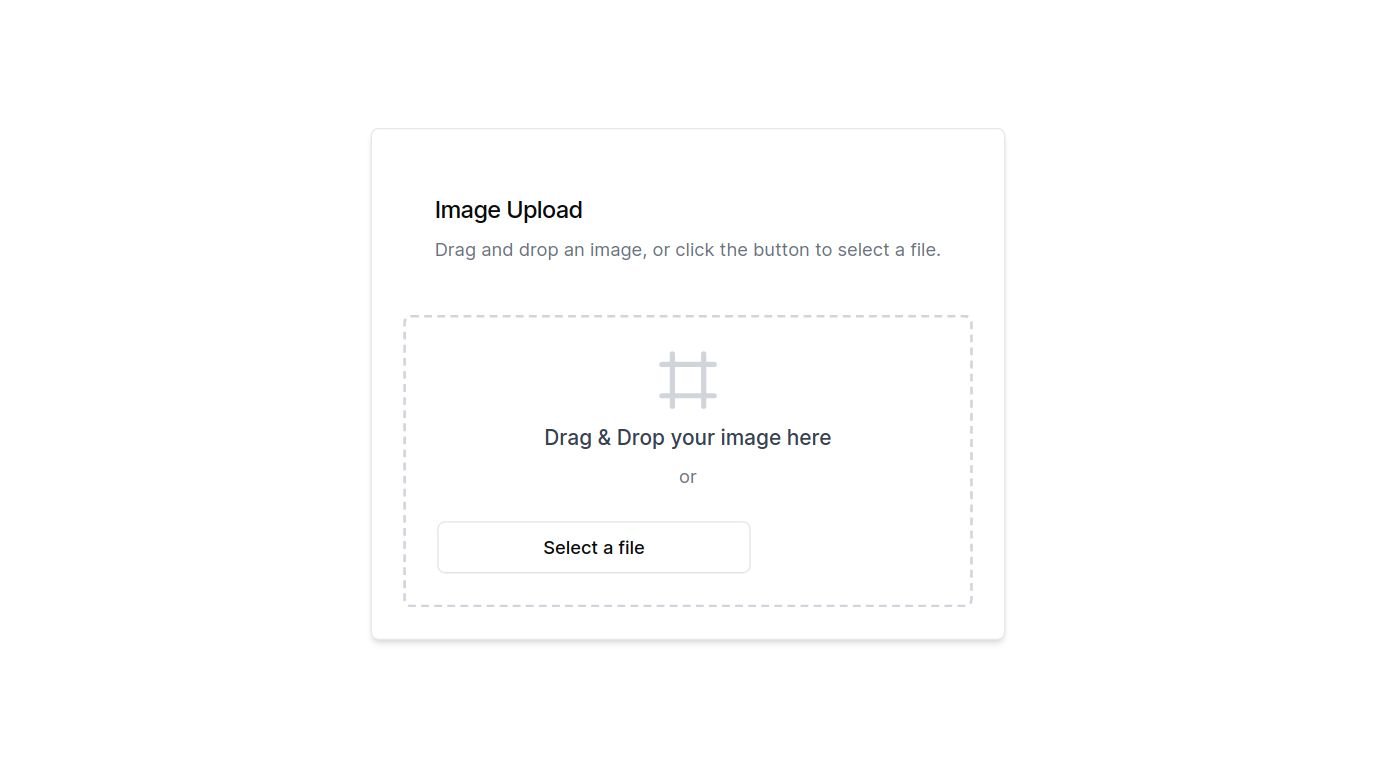 Image Upload
Drag and drop an image, or click the button to select a file.
Drag & Drop your image here
or
Select a file